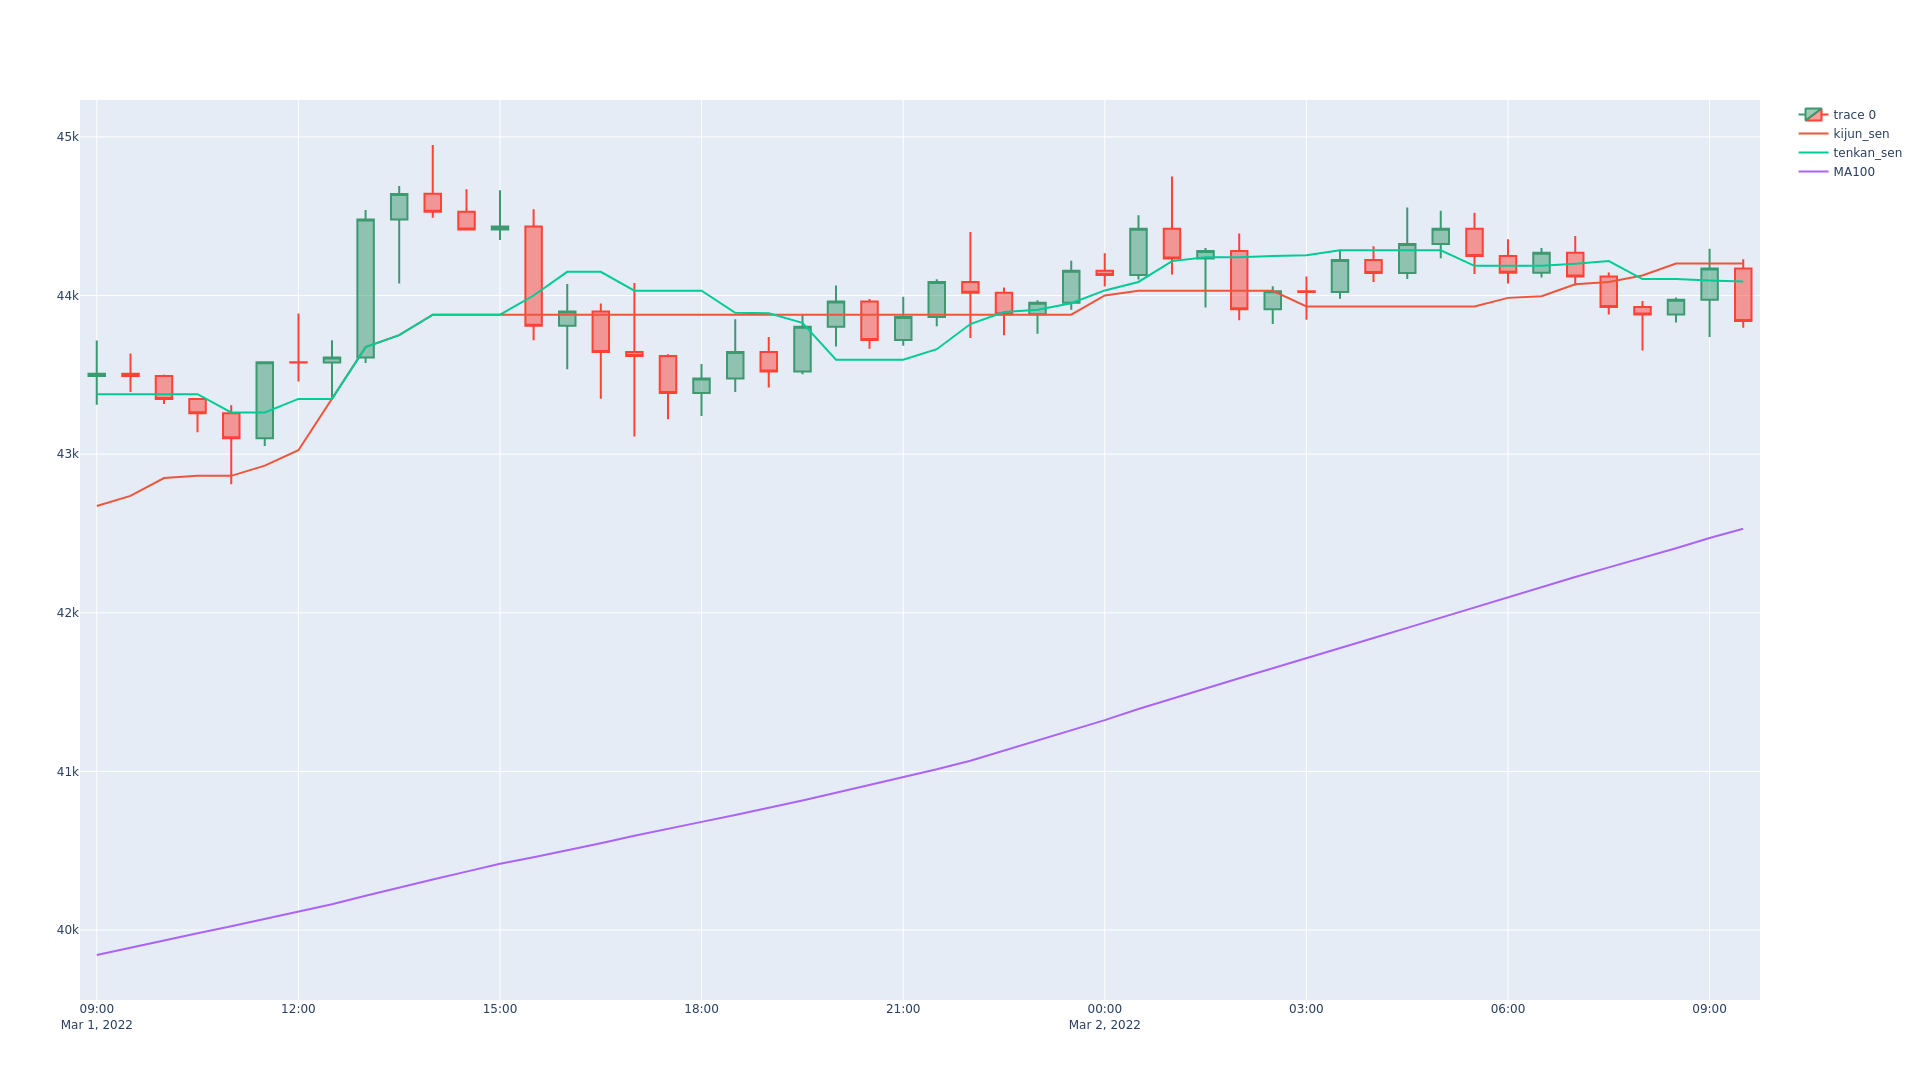 45k
44k
43k
42k
41k
40k
09:00
Mar 1, 2022
12:00
15:00
18:00
21:00
00:00
Mar 2, 2022
03:00
06:00
09:00
trace 0
kijun_sen
tenkan_sen
MA100